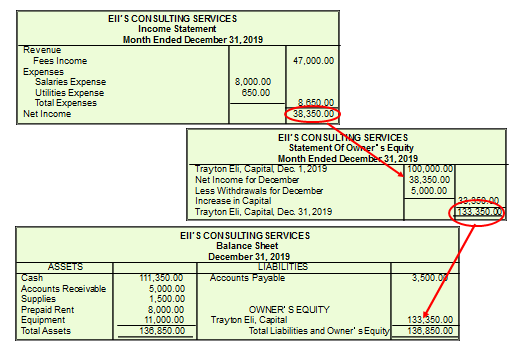 Ell'S CONSULTING SERVICES
Income Statement
Month Ended December 31, 2019
Revenue
Fees Income 47,000.00
Expenses
Salaries Expense 8,000.00
Utilities Expense 650.00
Total Expenses 8,650.00
Net Income 38,350.00
Ell'S CONSULTING SERVICES
Statement Of Owner's Equity
Month Ended December 31, 2019
Trayton Eli, Capital, Dec. 1, 2019 100,000.00
Net Income for December 38,350.00
Less Withdrawals for December 5,000.00
Increase in Capital 33,350.00
Trayton Eli, Capital, Dec. 31, 2019 133,350.00
Ell'S CONSULTING SERVICES
Balance Sheet
December 31, 2019
ASSETS LIABILITIES
Cash 111,350.00 Accounts Payable 3,500.00
Accounts Receivable 5,000.00
Supplies 1,500.00
Prepaid Rent 8,000.00 OWNER'S EQUITY
Equipment 11,000.00 Trayton Eli, Capital 133,350.00
Total Assets 136,850.00 Total Liabilities and Owner's Equity 136,850.00